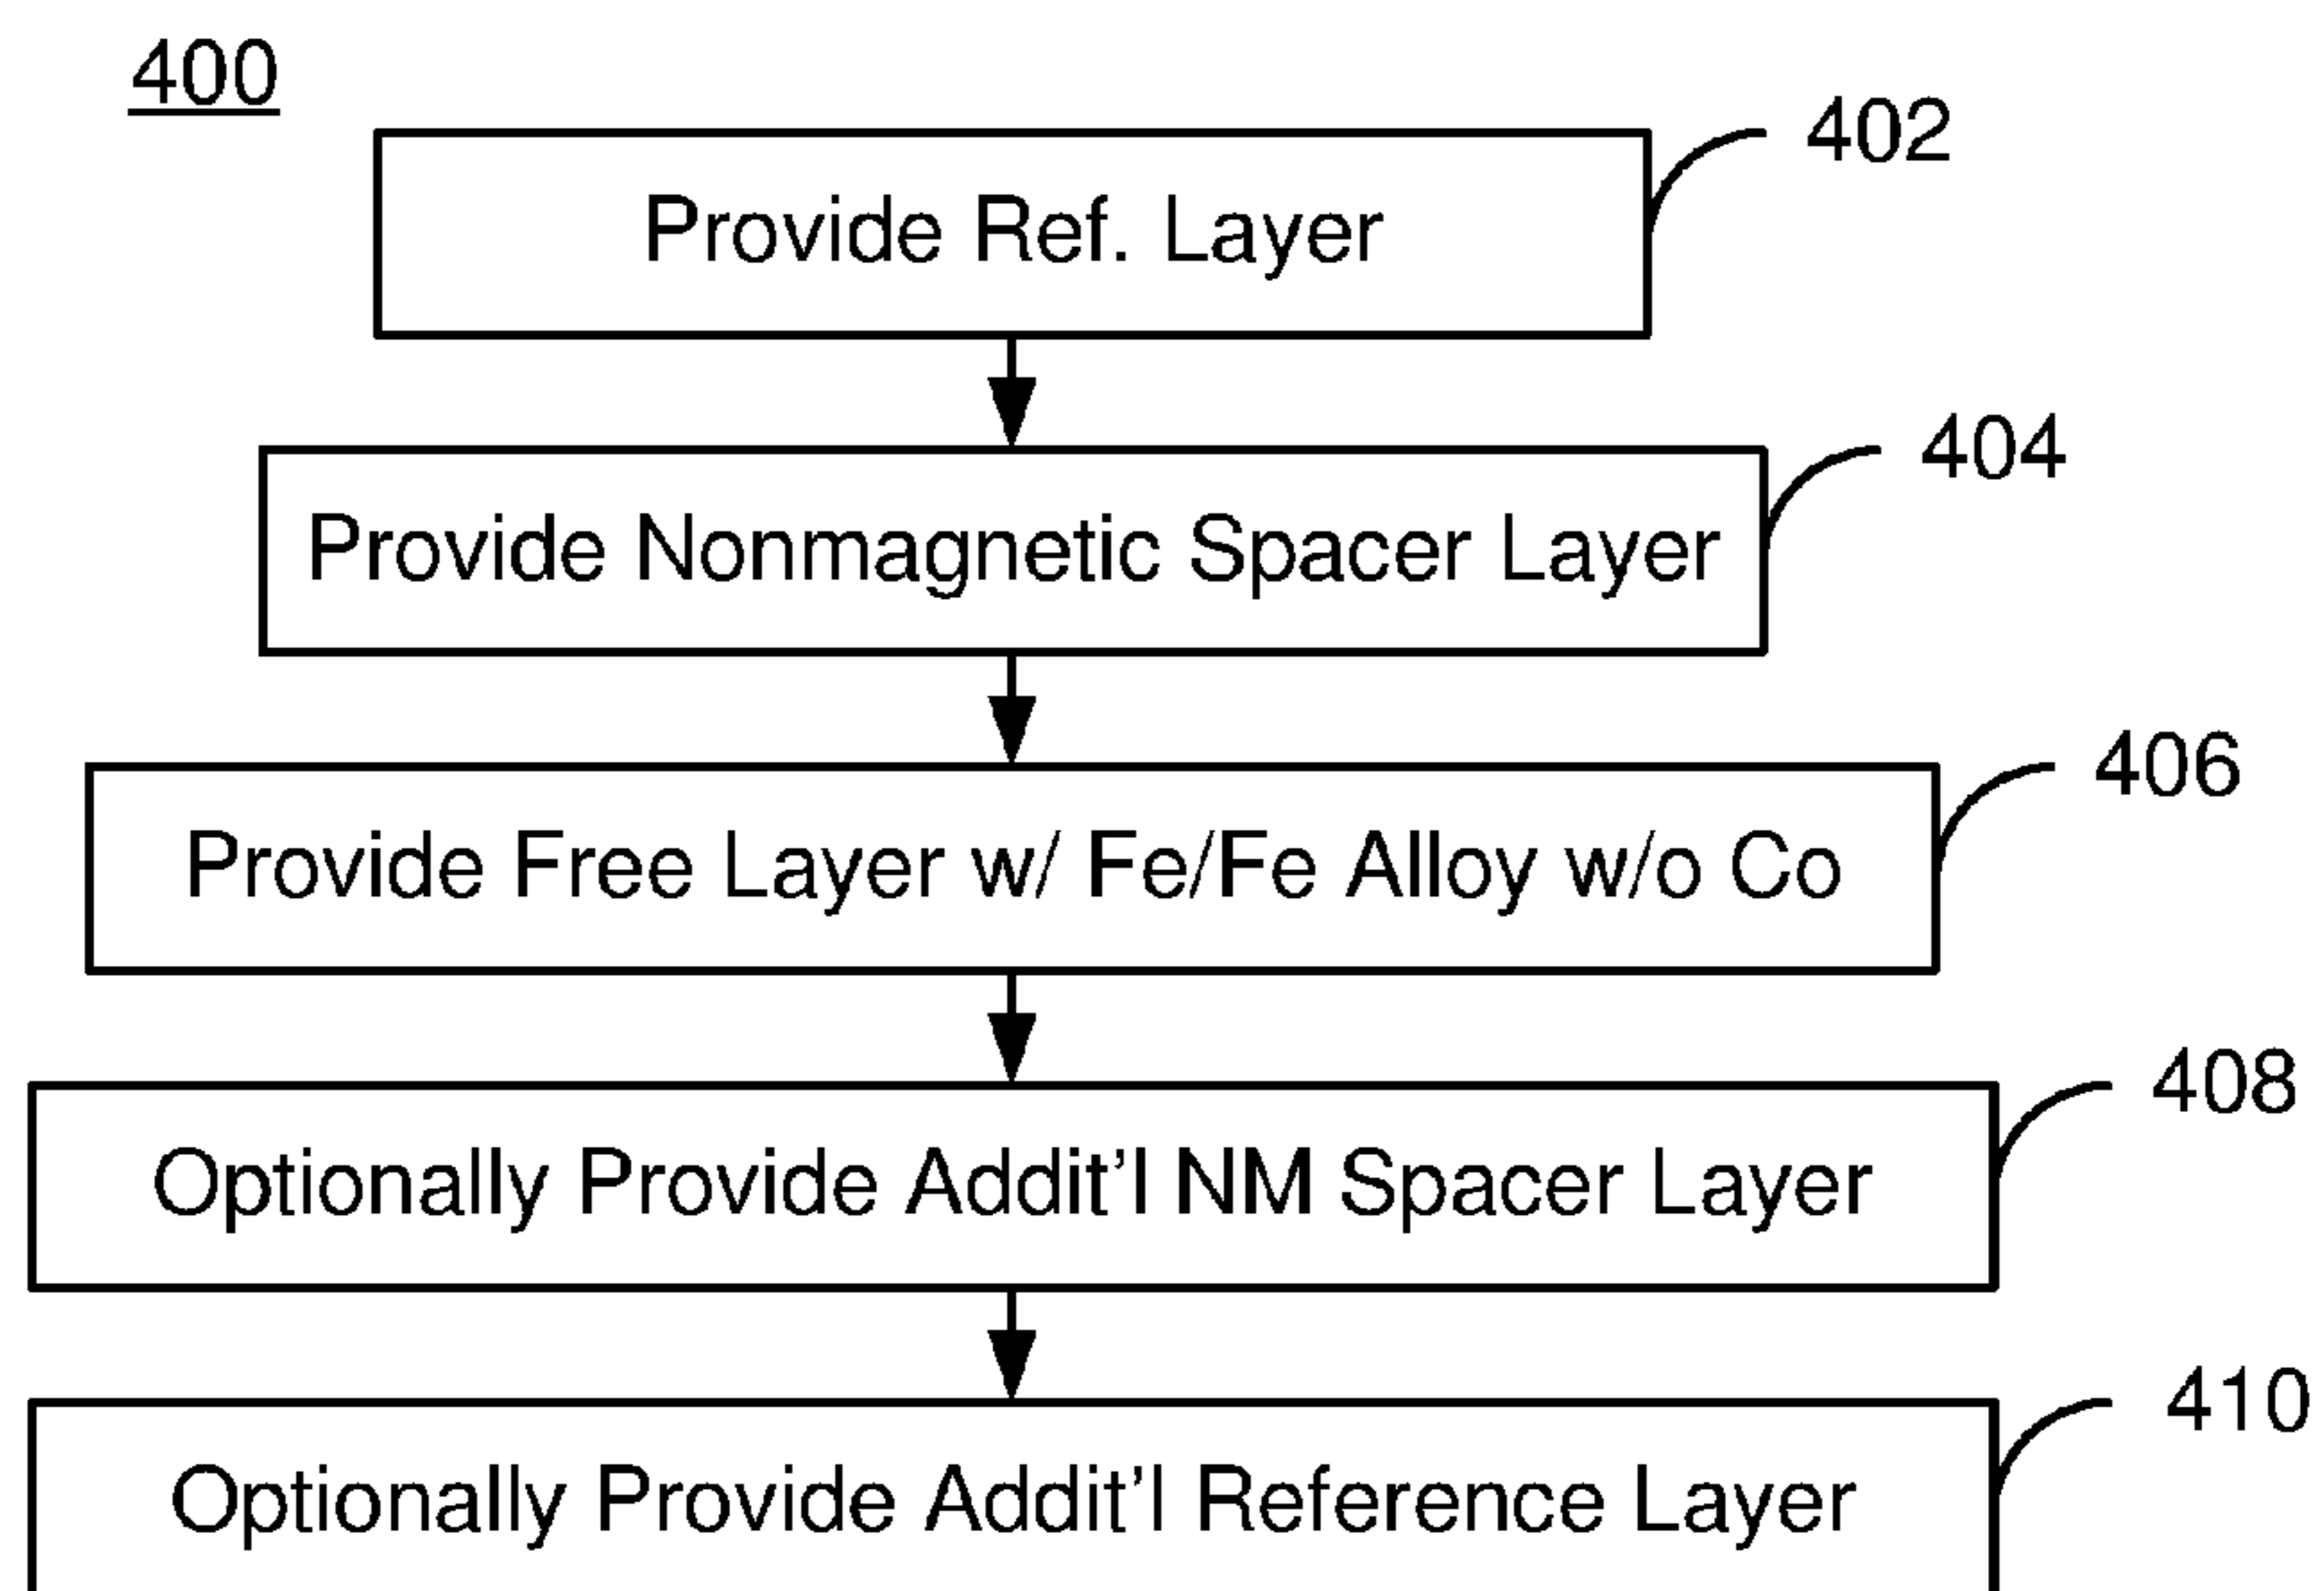 400
402
Provide Ref. Layer
404
Provide Nonmagnetic Spacer Layer
406
Provide Free Layer w/ Fe/Fe Alloy w/o Co
408
Optionally Provide Addit'l NM Spacer Layer
410
Optionally Provide Addit'l Reference Layer